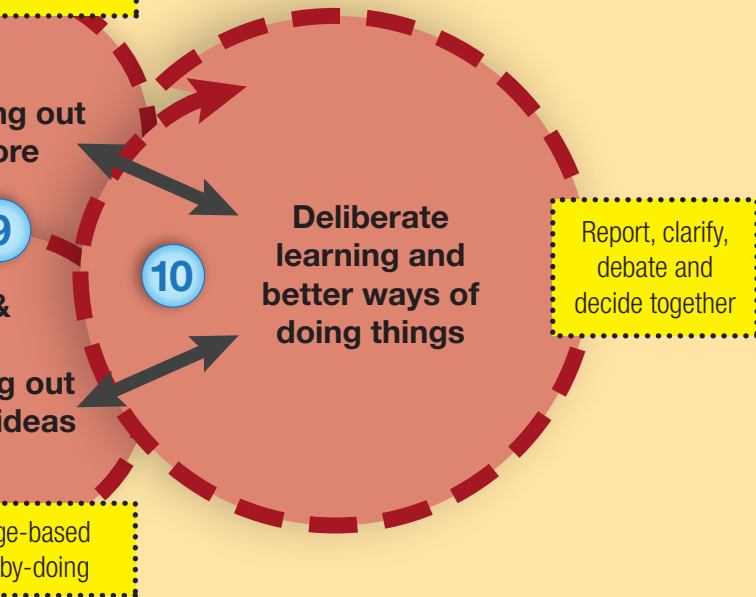 ng out
ore
9
&
g out
ideas
ge-based
by-doing
10
Deliberate
learning and
better ways of
doing things
Report, clarify,
debate and
decide together